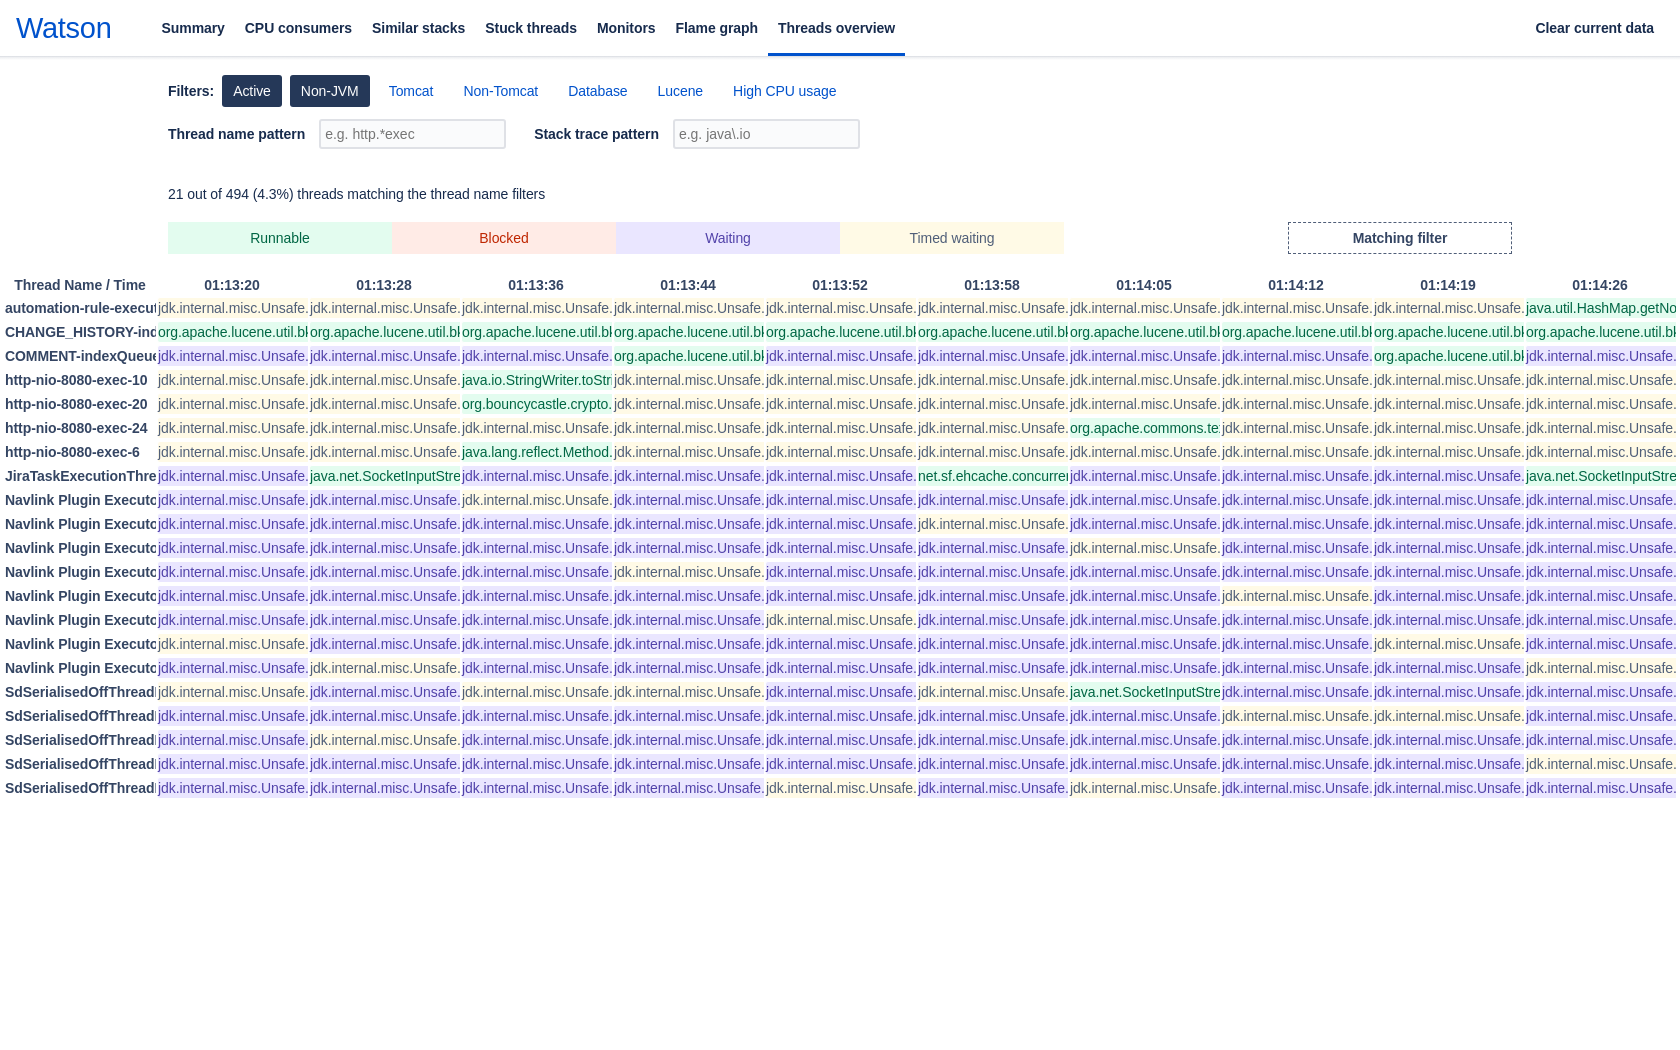 Watson Summary CPU consumers Similar stacks Stuck threads Monitors Flame graph Threads overview Clear current data
Filters: Active Non-JVM Tomcat Non-Tomcat Database Lucene High CPU usage
Thread name pattern e.g. http.*exec Stack trace pattern e.g. java\.io
21 out of 494 (4.3%) threads matching the thread name filters
Runnable Blocked Waiting Timed waiting Matching filter
Thread Name / Time 01:13:20 01:13:28 01:13:36 01:13:44 01:13:52 01:13:58 01:14:05 01:14:12 01:14:19 01:14:26
automation-rule-execut jdk.internal.misc.Unsafe. jdk.internal.misc.Unsafe. jdk.internal.misc.Unsafe. jdk.internal.misc.Unsafe. jdk.internal.misc.Unsafe. jdk.internal.misc.Unsafe. jdk.internal.misc.Unsafe. jdk.internal.misc.Unsafe. jdk.internal.misc.Unsafe. java.util.HashMap.getNo
CHANGE_HISTORY-ind org.apache.lucene.util.bk org.apache.lucene.util.bk org.apache.lucene.util.bk org.apache.lucene.util.bk org.apache.lucene.util.bk org.apache.lucene.util.bk org.apache.lucene.util.bk org.apache.lucene.util.bk org.apache.lucene.util.bk org.apache.lucene.util.bk
COMMENT-indexQueue jdk.internal.misc.Unsafe. jdk.internal.misc.Unsafe. jdk.internal.misc.Unsafe. org.apache.lucene.util.bk jdk.internal.misc.Unsafe. jdk.internal.misc.Unsafe. jdk.internal.misc.Unsafe. jdk.internal.misc.Unsafe. org.apache.lucene.util.bk jdk.internal.misc.Unsafe.
http-nio-8080-exec-10 jdk.internal.misc.Unsafe. jdk.internal.misc.Unsafe. java.io.StringWriter.toStr jdk.internal.misc.Unsafe. jdk.internal.misc.Unsafe. jdk.internal.misc.Unsafe. jdk.internal.misc.Unsafe. jdk.internal.misc.Unsafe. jdk.internal.misc.Unsafe. jdk.internal.misc.Unsafe.
http-nio-8080-exec-20 jdk.internal.misc.Unsafe. jdk.internal.misc.Unsafe. org.bouncycastle.crypto. jdk.internal.misc.Unsafe. jdk.internal.misc.Unsafe. jdk.internal.misc.Unsafe. jdk.internal.misc.Unsafe. jdk.internal.misc.Unsafe. jdk.internal.misc.Unsafe. jdk.internal.misc.Unsafe.
http-nio-8080-exec-24 jdk.internal.misc.Unsafe. jdk.internal.misc.Unsafe. jdk.internal.misc.Unsafe. jdk.internal.misc.Unsafe. jdk.internal.misc.Unsafe. jdk.internal.misc.Unsafe. org.apache.commons.te jdk.internal.misc.Unsafe. jdk.internal.misc.Unsafe. jdk.internal.misc.Unsafe.
http-nio-8080-exec-6 jdk.internal.misc.Unsafe. jdk.internal.misc.Unsafe. java.lang.reflect.Method. jdk.internal.misc.Unsafe. jdk.internal.misc.Unsafe. jdk.internal.misc.Unsafe. jdk.internal.misc.Unsafe. jdk.internal.misc.Unsafe. jdk.internal.misc.Unsafe. jdk.internal.misc.Unsafe.
JiraTaskExecutionThre jdk.internal.misc.Unsafe. java.net.SocketInputStre jdk.internal.misc.Unsafe. jdk.internal.misc.Unsafe. jdk.internal.misc.Unsafe. net.sf.ehcache.concurrer jdk.internal.misc.Unsafe. jdk.internal.misc.Unsafe. jdk.internal.misc.Unsafe. java.net.SocketInputStre
Navlink Plugin Executo jdk.internal.misc.Unsafe. jdk.internal.misc.Unsafe. jdk.internal.misc.Unsafe. jdk.internal.misc.Unsafe. jdk.internal.misc.Unsafe. jdk.internal.misc.Unsafe. jdk.internal.misc.Unsafe. jdk.internal.misc.Unsafe. jdk.internal.misc.Unsafe. jdk.internal.misc.Unsafe.
Navlink Plugin Executo jdk.internal.misc.Unsafe. jdk.internal.misc.Unsafe. jdk.internal.misc.Unsafe. jdk.internal.misc.Unsafe. jdk.internal.misc.Unsafe. jdk.internal.misc.Unsafe. jdk.internal.misc.Unsafe. jdk.internal.misc.Unsafe. jdk.internal.misc.Unsafe. jdk.internal.misc.Unsafe.
Navlink Plugin Executo jdk.internal.misc.Unsafe. jdk.internal.misc.Unsafe. jdk.internal.misc.Unsafe. jdk.internal.misc.Unsafe. jdk.internal.misc.Unsafe. jdk.internal.misc.Unsafe. jdk.internal.misc.Unsafe. jdk.internal.misc.Unsafe. jdk.internal.misc.Unsafe. jdk.internal.misc.Unsafe.
Navlink Plugin Executo jdk.internal.misc.Unsafe. jdk.internal.misc.Unsafe. jdk.internal.misc.Unsafe. jdk.internal.misc.Unsafe. jdk.internal.misc.Unsafe. jdk.internal.misc.Unsafe. jdk.internal.misc.Unsafe. jdk.internal.misc.Unsafe. jdk.internal.misc.Unsafe. jdk.internal.misc.Unsafe.
Navlink Plugin Executo jdk.internal.misc.Unsafe. jdk.internal.misc.Unsafe. jdk.internal.misc.Unsafe. jdk.internal.misc.Unsafe. jdk.internal.misc.Unsafe. jdk.internal.misc.Unsafe. jdk.internal.misc.Unsafe. jdk.internal.misc.Unsafe. jdk.internal.misc.Unsafe. jdk.internal.misc.Unsafe.
Navlink Plugin Executo jdk.internal.misc.Unsafe. jdk.internal.misc.Unsafe. jdk.internal.misc.Unsafe. jdk.internal.misc.Unsafe. jdk.internal.misc.Unsafe. jdk.internal.misc.Unsafe. jdk.internal.misc.Unsafe. jdk.internal.misc.Unsafe. jdk.internal.misc.Unsafe. jdk.internal.misc.Unsafe.
Navlink Plugin Executo jdk.internal.misc.Unsafe. jdk.internal.misc.Unsafe. jdk.internal.misc.Unsafe. jdk.internal.misc.Unsafe. jdk.internal.misc.Unsafe. jdk.internal.misc.Unsafe. jdk.internal.misc.Unsafe. jdk.internal.misc.Unsafe. jdk.internal.misc.Unsafe. jdk.internal.misc.Unsafe.
Navlink Plugin Executo jdk.internal.misc.Unsafe. jdk.internal.misc.Unsafe. jdk.internal.misc.Unsafe. jdk.internal.misc.Unsafe. jdk.internal.misc.Unsafe. jdk.internal.misc.Unsafe. jdk.internal.misc.Unsafe. jdk.internal.misc.Unsafe. jdk.internal.misc.Unsafe. jdk.internal.misc.Unsafe.
SdSerialisedOffThread jdk.internal.misc.Unsafe. jdk.internal.misc.Unsafe. jdk.internal.misc.Unsafe. jdk.internal.misc.Unsafe. jdk.internal.misc.Unsafe. jdk.internal.misc.Unsafe. java.net.SocketInputStre jdk.internal.misc.Unsafe. jdk.internal.misc.Unsafe. jdk.internal.misc.Unsafe.
SdSerialisedOffThread jdk.internal.misc.Unsafe. jdk.internal.misc.Unsafe. jdk.internal.misc.Unsafe. jdk.internal.misc.Unsafe. jdk.internal.misc.Unsafe. jdk.internal.misc.Unsafe. jdk.internal.misc.Unsafe. jdk.internal.misc.Unsafe. jdk.internal.misc.Unsafe. jdk.internal.misc.Unsafe.
SdSerialisedOffThread jdk.internal.misc.Unsafe. jdk.internal.misc.Unsafe. jdk.internal.misc.Unsafe. jdk.internal.misc.Unsafe. jdk.internal.misc.Unsafe. jdk.internal.misc.Unsafe. jdk.internal.misc.Unsafe. jdk.internal.misc.Unsafe. jdk.internal.misc.Unsafe. jdk.internal.misc.Unsafe.
SdSerialisedOffThread jdk.internal.misc.Unsafe. jdk.internal.misc.Unsafe. jdk.internal.misc.Unsafe. jdk.internal.misc.Unsafe. jdk.internal.misc.Unsafe. jdk.internal.misc.Unsafe. jdk.internal.misc.Unsafe. jdk.internal.misc.Unsafe. jdk.internal.misc.Unsafe. jdk.internal.misc.Unsafe.
SdSerialisedOffThread jdk.internal.misc.Unsafe. jdk.internal.misc.Unsafe. jdk.internal.misc.Unsafe. jdk.internal.misc.Unsafe. jdk.internal.misc.Unsafe. jdk.internal.misc.Unsafe. jdk.internal.misc.Unsafe. jdk.internal.misc.Unsafe. jdk.internal.misc.Unsafe. jdk.internal.misc.Unsafe.